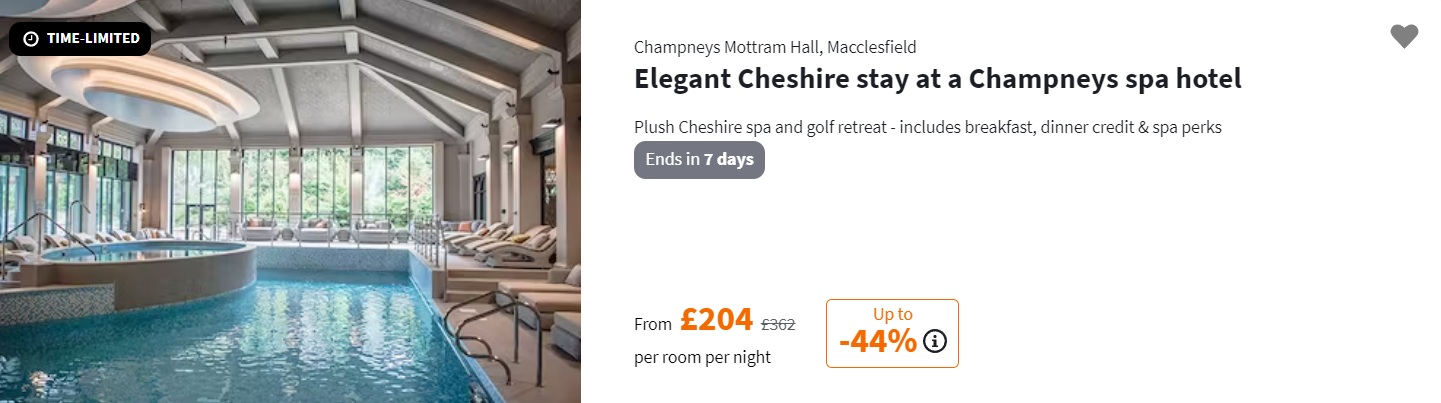 TIME-LIMITED
Champneys Mottram Hall, Macclesfield
Elegant Cheshire stay at a Champneys spa hotel
Plush Cheshire spa and golf retreat - includes breakfast, dinner credit & spa perks
Ends in 7 days
From £204 £362
per room per night
Up to
-44%